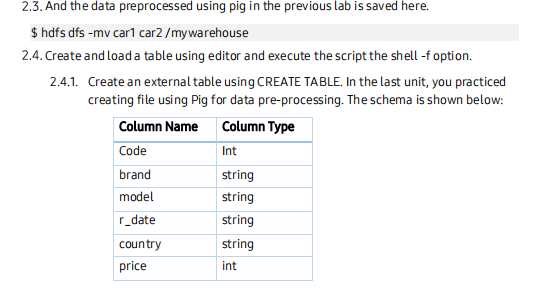 2.3. And the data preprocessed using pig in the previous lab is saved here.
$ hdfs dfs -mv car1 car2 /mywarehouse
2.4. Create and load a table using editor and execute the script the shell -f option.
2.4.1. Create an external table using CREATE TABLE. In the last unit, you practiced
creating file using Pig for data pre-processing. The schema is shown below:
Column Name Column Type
Code Int
brand string
model string
r_date string
country string
price int